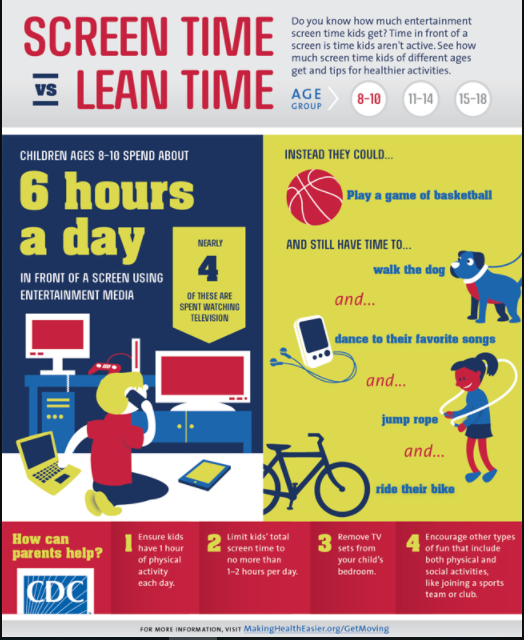 SCREEN TIME
vs LEAN TIME
Do you know how much entertainment
screen time kids get? Time in front of a
screen is time kids aren't active. See how
much screen time kids of different ages
get and tips for healthier activities.
AGE
GROUP
8-10
11-14
15-18
CHILDREN AGES 8-10 SPEND ABOUT
6 hours
a day
IN FRONT OF A SCREEN USING
ENTERTAINMENT MEDIA
NEARLY
4
OF THESE ARE
SPENT WATCHING
TELEVISION
INSTEAD THEY COULD...
Play a game of basketball
AND STILL HAVE TIME TO...
walk the dog
and...
dance to their favorite songs
and...
jump rope
and...
ride their bike
How can
parents help?
CDC
1
Ensure kids
have 1 hour
of physical
activity
each day.
2
Limit kids' total
screen time to
no more than
1–2 hours per day.
3
Remove TV
sets from
your child's
bedroom.
4
Encourage other types
of fun that include
both physical and
social activities,
like joining a sports
team or club.
FOR MORE INFORMATION, VISIT MakingHealthEasier.org/GetMoving